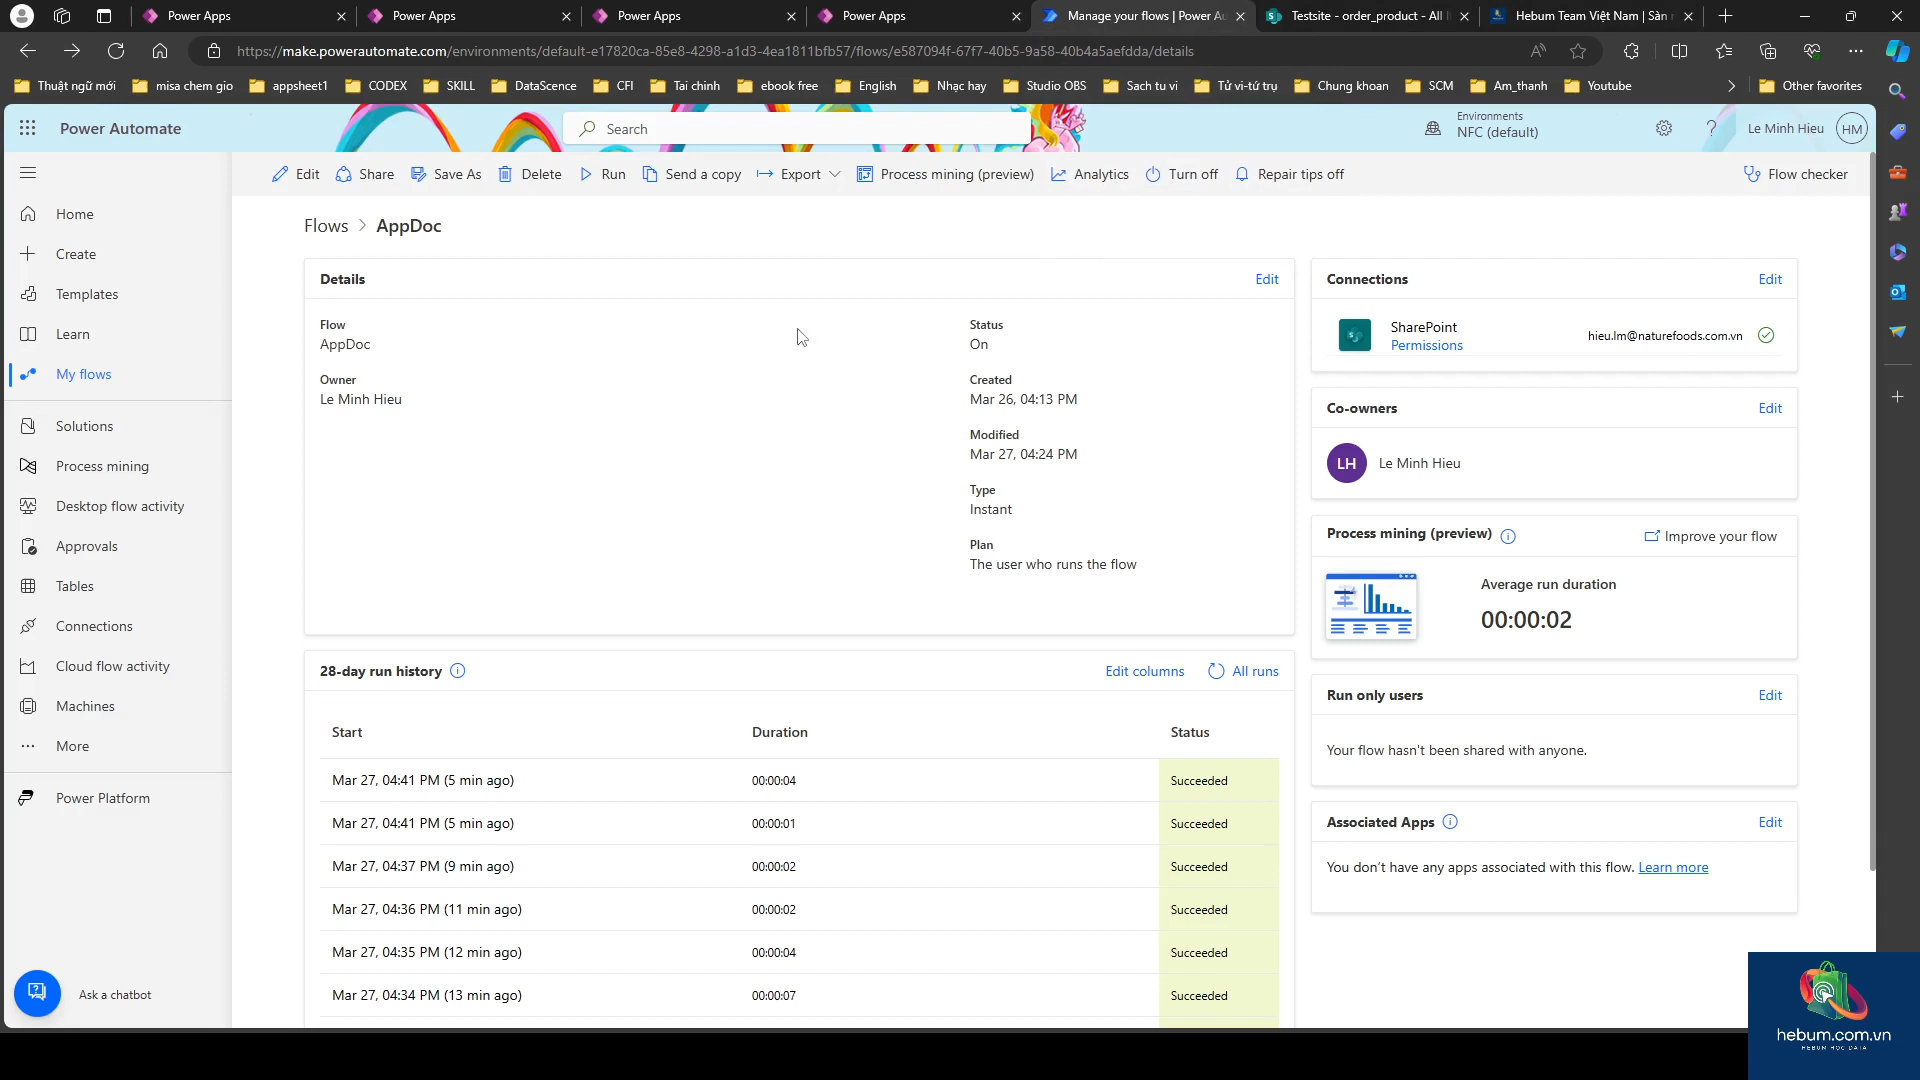 Power Apps
Power Apps
Power Apps
Power Apps
Manage your flows | Power Au
Testsite - order_product - All
Hebum Team Việt Nam | Sàn
https://make.powerautomate.com/environments/default-e17820ca-85e8-4298-a1d3-4ea1811bfb57/flows/e587094f-67f7-40b5-9a58-40b4a5aefdda/details
Thuật ngữ mới
misa chem gio
appsheet1
CODEX
SKILL
DataScence
CFI
Tai chinh
ebook free
English
Nhạc hay
Studio OBS
Sach tu vi
Tử vi-tứ trụ
Chung khoan
SCM
Am_thanh
Youtube
Other favorites
Power Automate
Search
Environments
NFC (default)
Le Minh Hieu
HM
Edit
Share
Save As
Delete
Run
Send a copy
Export
Process mining (preview)
Analytics
Turn off
Repair tips off
Flow checker
Home
Create
Templates
Learn
My flows
Solutions
Process mining
Desktop flow activity
Approvals
Tables
Connections
Cloud flow activity
Machines
More
Power Platform
Ask a chatbot
Flows > AppDoc
Details
Edit
Flow
AppDoc
Owner
Le Minh Hieu
Status
On
Created
Mar 26, 04:13 PM
Modified
Mar 27, 04:24 PM
Type
Instant
Plan
The user who runs the flow
28-day run history
Edit columns
All runs
Start Duration Status
Mar 27, 04:41 PM (5 min ago) 00:00:04 Succeeded
Mar 27, 04:41 PM (5 min ago) 00:00:01 Succeeded
Mar 27, 04:37 PM (9 min ago) 00:00:02 Succeeded
Mar 27, 04:36 PM (11 min ago) 00:00:02 Succeeded
Mar 27, 04:35 PM (12 min ago) 00:00:04 Succeeded
Mar 27, 04:34 PM (13 min ago) 00:00:07 Succeeded
Connections
Edit
SharePoint
Permissions
hieu.lm@naturefoods.com.vn
Co-owners
Edit
LH
Le Minh Hieu
Process mining (preview)
Improve your flow
Average run duration
00:00:02
Run only users
Edit
Your flow hasn't been shared with anyone.
Associated Apps
Edit
You don't have any apps associated with this flow. Learn more
hebum.com.vn
HEBUM HOC DATA